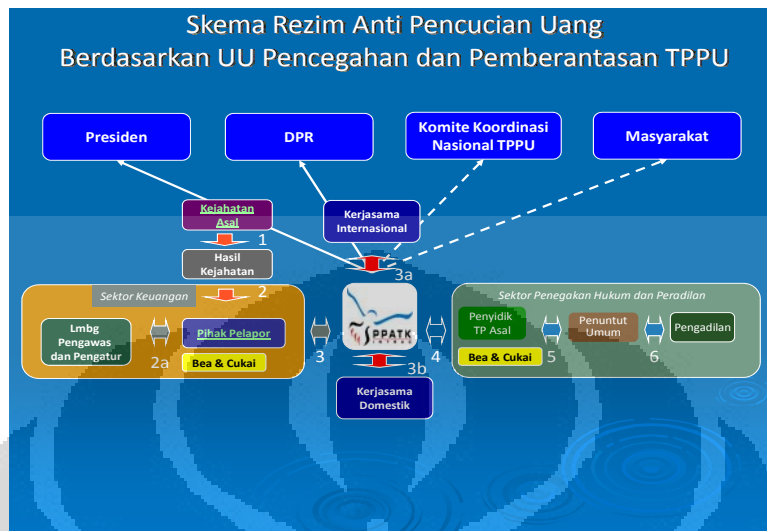 Skema Rezim Anti Pencucian Uang
Berdasarkan UU Pencegahan dan Pemberantasan TPPU
Presiden
DPR
Komite Koordinasi
Nasional TPPU
Masyarakat
Kejahatan
Asal
Kerjasama
Internasional
1
Hasil
Kejahatan
3a
2
Sektor Keuangan
Sektor Penegakan Hukum dan Peradilan
Lmbg
Pengawas
dan Pengatur
Pihak Pelapor
2a
Bea & Cukai
3
PPATK
4
Penyidik
TP Asal
Bea & Cukai
5
Penuntut
Umum
6
Pengadilan
3b
Kerjasama
Domestik